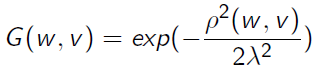 G(w, v) = exp(−ρ²(w, v) / 2λ²)